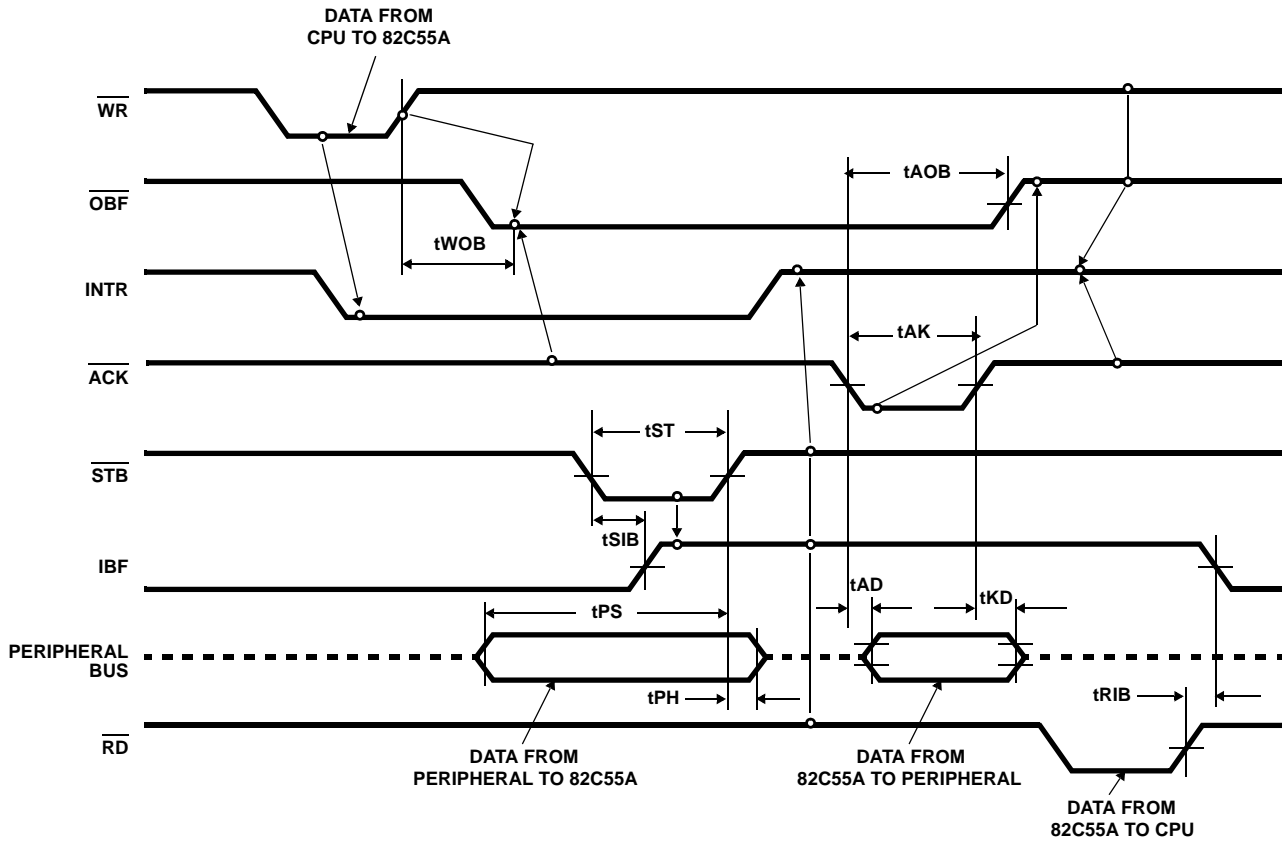 DATA FROM
CPU TO 82C55A
WR
OBF
tAOB
tWOB
INTR
tAK
ACK
tST
STB
tSIB
IBF
tAD
tKD
tPS
PERIPHERAL
BUS
tPH
tRIB
RD
DATA FROM
PERIPHERAL TO 82C55A
DATA FROM
82C55A TO PERIPHERAL
DATA FROM
82C55A TO CPU